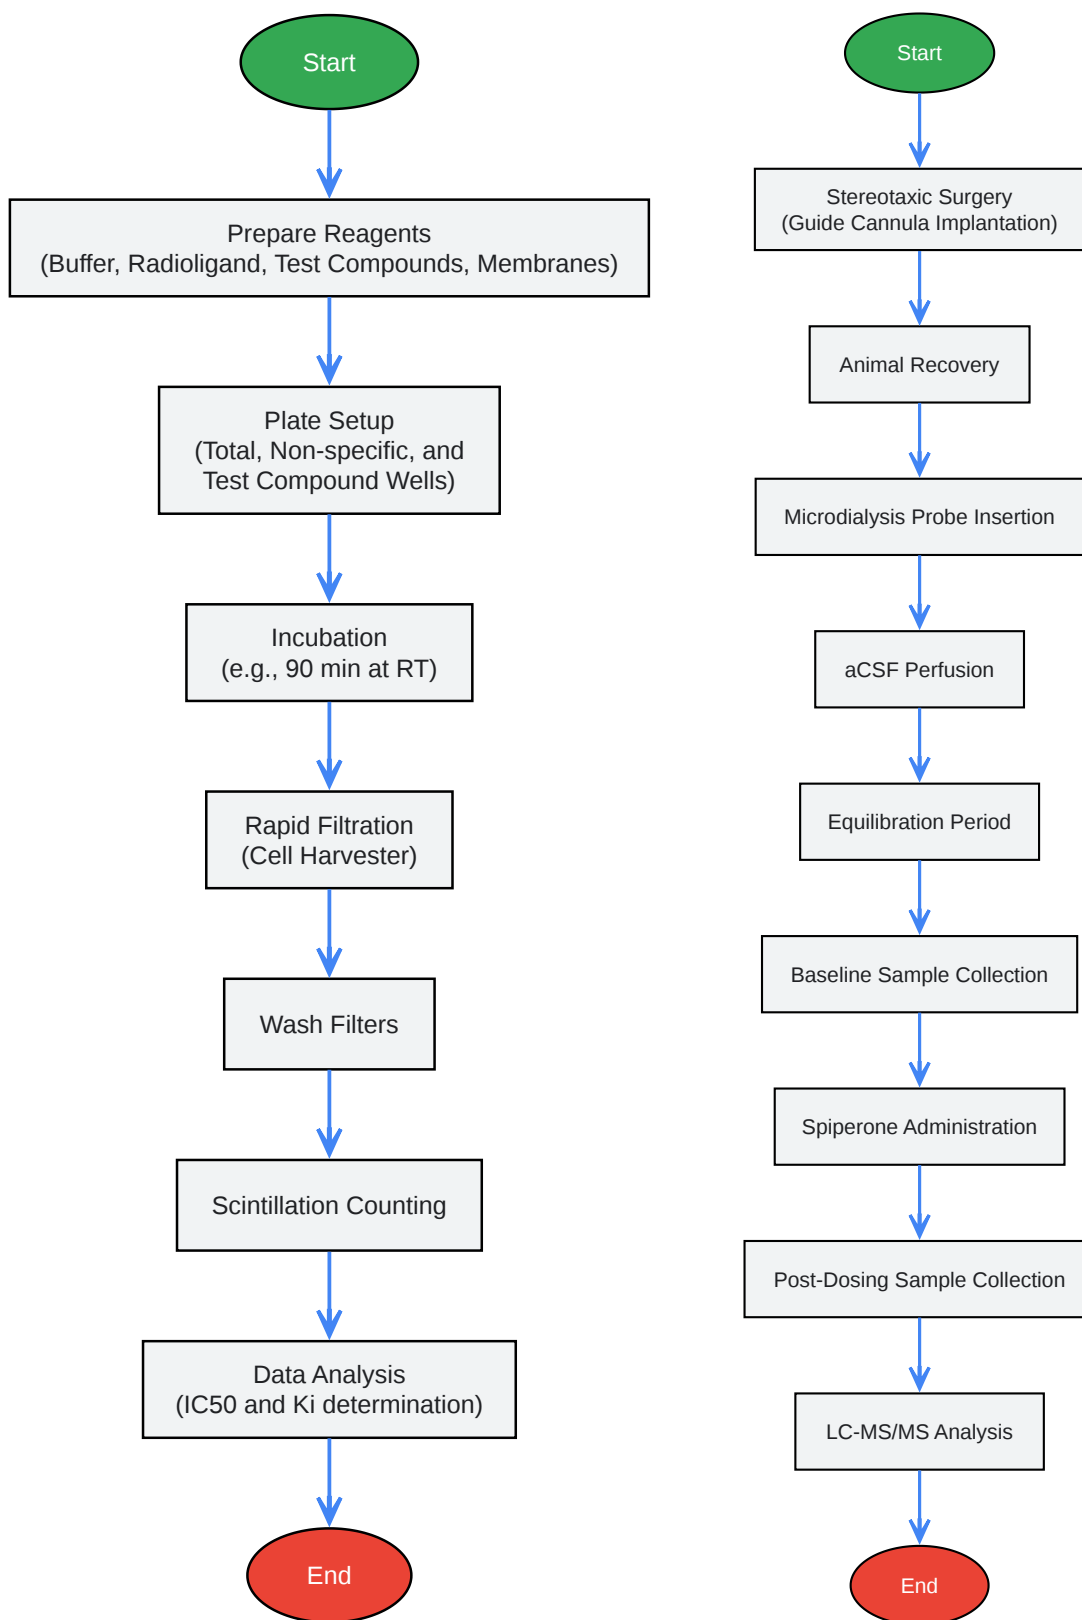 Start
Prepare Reagents
(Buffer, Radioligand, Test Compounds, Membranes)
Plate Setup
(Total, Non-specific, and
Test Compound Wells)
Incubation
(e.g., 90 min at RT)
Rapid Filtration
(Cell Harvester)
Wash Filters
Scintillation Counting
Data Analysis
(IC50 and Ki determination)
End
Start
Stereotaxic Surgery
(Guide Cannula Implantation)
Animal Recovery
Microdialysis Probe Insertion
aCSF Perfusion
Equilibration Period
Baseline Sample Collection
Spiperone Administration
Post-Dosing Sample Collection
LC-MS/MS Analysis
End